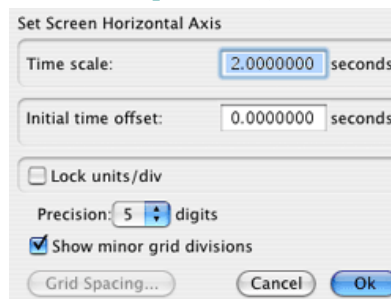 Set Screen Horizontal Axis
Time scale: 2.0000000 seconds
Initial time offset: 0.0000000 seconds
Lock units/div
Precision: 5 digits
Show minor grid divisions
Grid Spacing... Cancel Ok